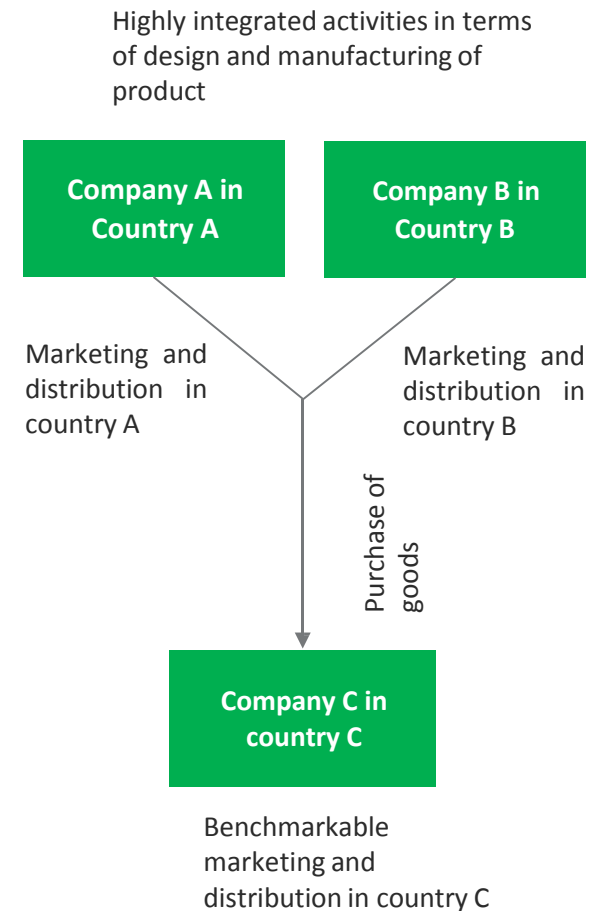 Highly integrated activities in terms
of design and manufacturing of
product
Company A in
Country A
Company B in
Country B
Marketing and
distribution in
country A
Marketing and
distribution in
country B
Purchase of
goods
Company C in
country C
Benchmarkable
marketing and
distribution in country C